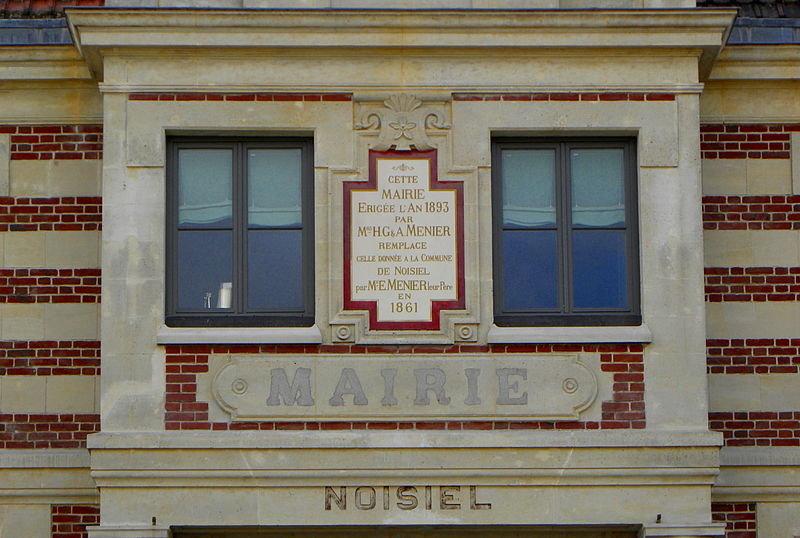 CETTE
MAIRIE
ERIGÉE L'AN 1893
PAR
MRS H.G & A MENIER
REMPLACE
CELLE DONNÉE A LA COMMUNE
DE NOISIEL
par MR E.MENIER leur Père
EN
1861
MAIRIE
NOISIEL